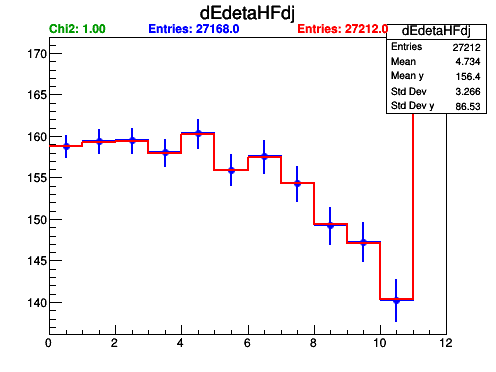 dEdetaHFdj
Chi2: 1.00 Entries: 27168.0 Entries: 27212.0
dEdetaHFdj
Entries 27212
Mean 4.734
Mean y 156.4
Std Dev 3.266
Std Dev y 86.53
170
165
160
155
150
145
140
0 2 4 6 8 10 12